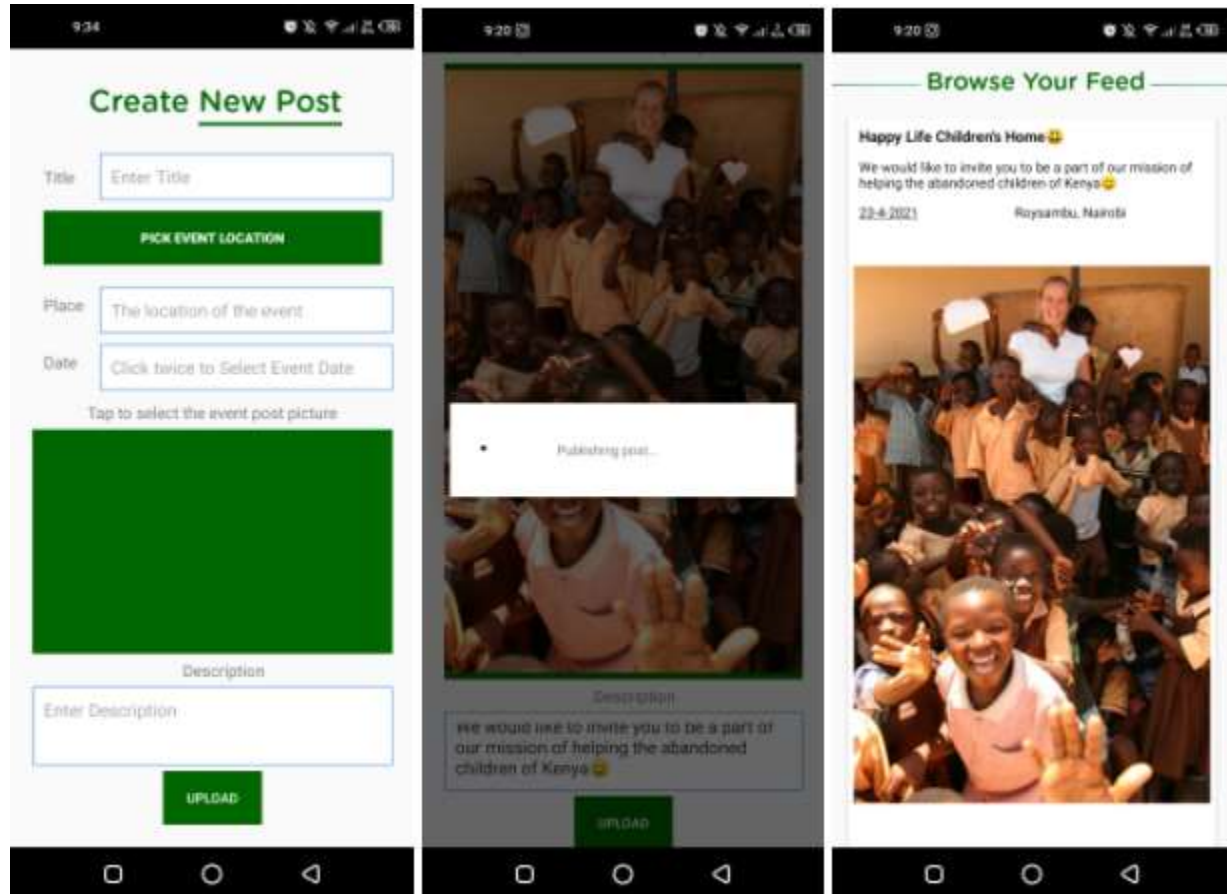 9:34
Create New Post
Title
Enter Title
PICK EVENT LOCATION
Place
The location of the event
Date
Click twice to Select Event Date
Tap to select the event post picture
Description
Enter Description
UPLOAD
9:20
Publishing post...
Description
We would like to invite you to be a part of
our mission of helping the abandoned
children of Kenya😀
UPLOAD
9:20
Browse Your Feed
Happy Life Children's Home😀
We would like to invite you to be a part of our mission of
helping the abandoned children of Kenya😀
23-4-2021
Roysambu, Nairobi